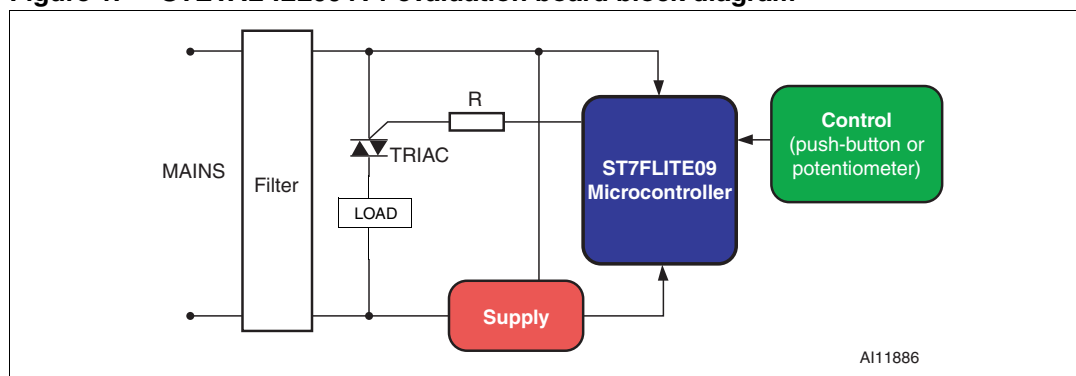 R
Control
(push-button or
potentiometer)
TRIAC
MAINS
Filter
ST7FLITE09
Microcontroller
LOAD
Supply
AI11886